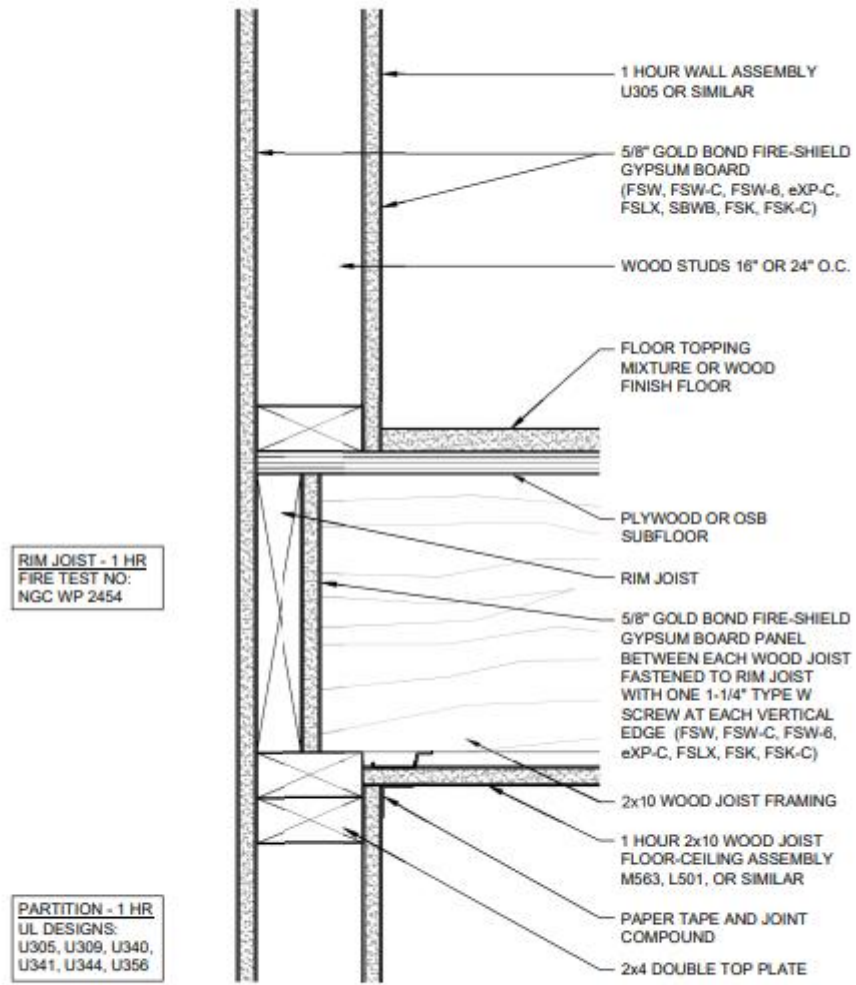 1 HOUR WALL ASSEMBLY
U305 OR SIMILAR
5/8" GOLD BOND FIRE-SHIELD
GYPSUM BOARD
(FSW, FSW-C, FSW-6, eXP-C,
FSLX, SBWB, FSK, FSK-C)
WOOD STUDS 16" OR 24" O.C.
FLOOR TOPPING
MIXTURE OR WOOD
FINISH FLOOR
PLYWOOD OR OSB
SUBFLOOR
RIM JOIST - 1 HR
FIRE TEST NO:
NGC WP 2454
RIM JOIST
5/8" GOLD BOND FIRE-SHIELD
GYPSUM BOARD PANEL
BETWEEN EACH WOOD JOIST
FASTENED TO RIM JOIST
WITH ONE 1-1/4" TYPE W
SCREW AT EACH VERTICAL
EDGE (FSW, FSW-C, FSW-6,
eXP-C, FSLX, FSK, FSK-C)
2x10 WOOD JOIST FRAMING
1 HOUR 2x10 WOOD JOIST
FLOOR-CEILING ASSEMBLY
M563, L501, OR SIMILAR
PARTITION - 1 HR
UL DESIGNS:
U305, U309, U340,
U341, U344, U356
PAPER TAPE AND JOINT
COMPOUND
2x4 DOUBLE TOP PLATE